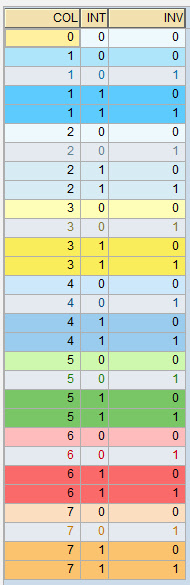 COL INT INV
0 0 0
1 0 0
1 0 1
1 1 0
1 1 1
2 0 0
2 0 1
2 1 0
2 1 1
3 0 0
3 0 1
3 1 0
3 1 1
4 0 0
4 0 1
4 1 0
4 1 1
5 0 0
5 0 1
5 1 0
5 1 1
6 0 0
6 0 1
6 1 0
6 1 1
7 0 0
7 0 1
7 1 0
7 1 1